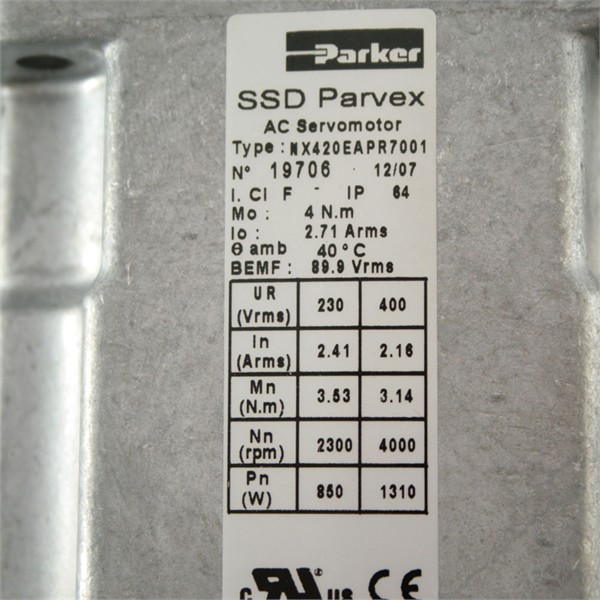 Parker
SSD Parvex
AC Servomotor
Type : NX420EAPR7001
N° 19706 12/07
I. Cl F - IP 64
Mo : 4 N.m
Io : 2.71 Arms
θ amb 40 ° C
BEMF : 89.9 Vrms
UR (Vrms) 230 400
In (Arms) 2.41 2.16
Mn (N.m) 3.53 3.14
Nn (rpm) 2300 4000
Pn (W) 850 1310
c RU ® us CE